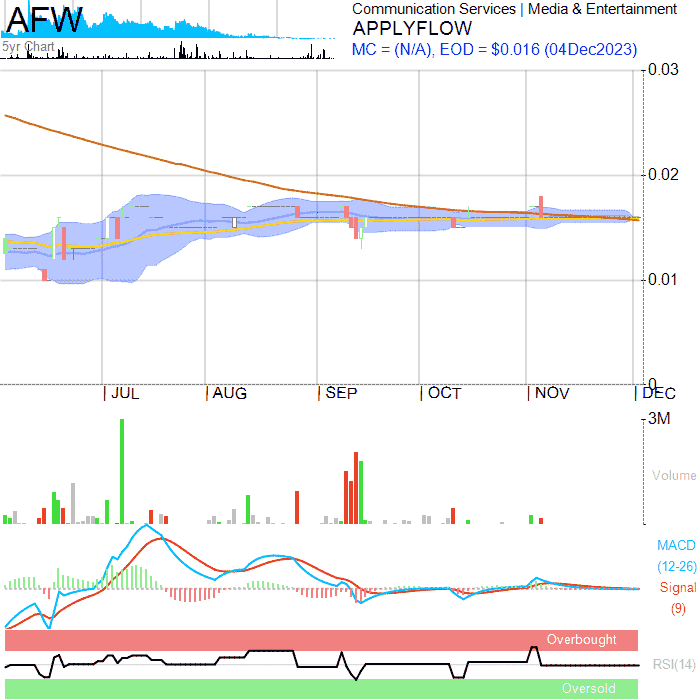 AFW
5yr Chart
Communication Services | Media & Entertainment
APPLYFLOW
MC = (N/A), EOD = $0.016 (04Dec2023)
0.03
0.02
0.01
0
| JUL | AUG | SEP | OCT | NOV | DEC
3M
Volume
MACD
(12-26)
Signal
(9)
Overbought
RSI(14)
Oversold